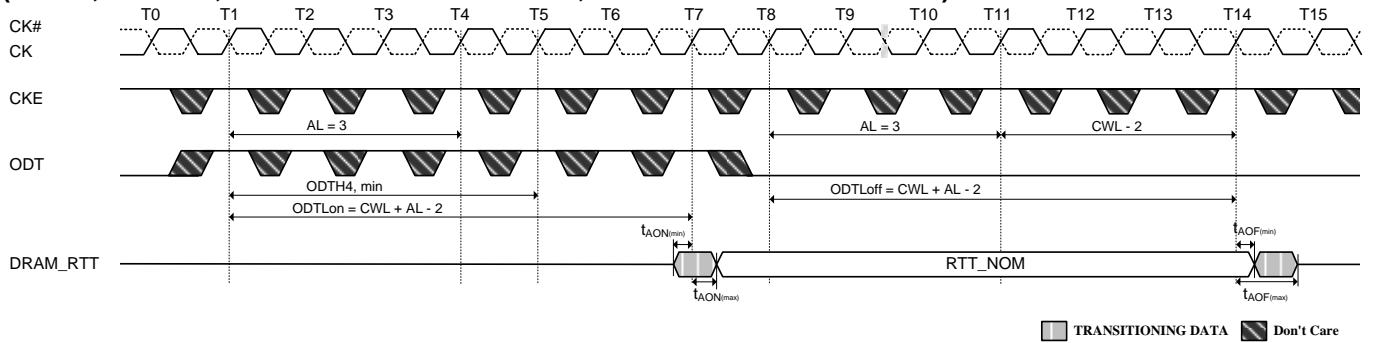 T0 T1 T2 T3 T4 T5 T6 T7 T8 T9 T10 T11 T12 T13 T14 T15
CK#
CK
CKE
AL = 3
AL = 3
CWL - 2
ODT
ODTH4, min
ODTLoff = CWL + AL - 2
ODTLon = CWL + AL - 2
tAON(min)
tAOF(min)
DRAM_RTT
RTT_NOM
tAON(max)
tAOF(max)
TRANSITIONING DATA
Don't Care